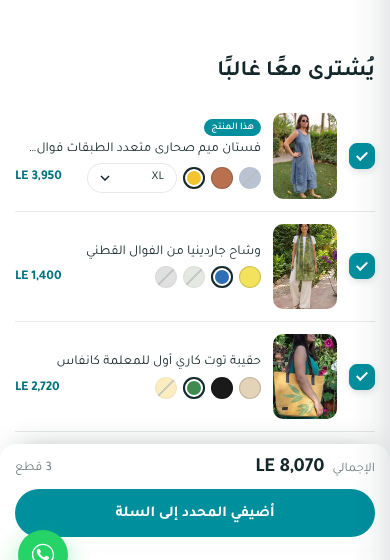 يُشترى معًا غالبًا
هذا المنتج
فستان ميم صحارى متعدد الطبقات فوال...
XL
LE 3,950
وشاح جاردينيا من الفوال القطني
LE 1,400
حقيبة توت كاري أول للمعلمة كانفاس
LE 2,720
الإجمالي LE 8,070
3 قطع
أضيفي المحدد إلى السلة